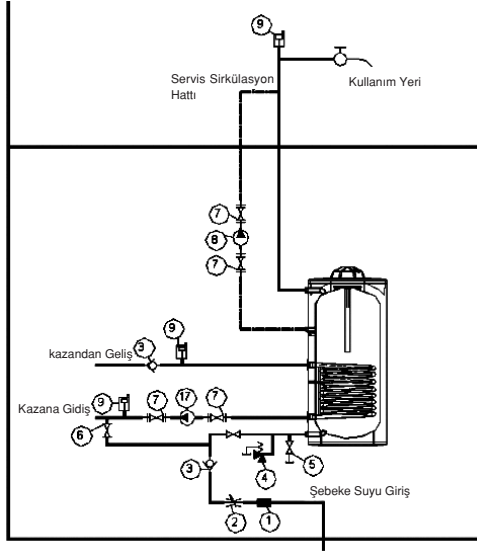 9
Servis Sirkülasyon
Hattı
Kullanım Yeri
7
8
7
9
kazandan Geliş
3
Kazana Gidiş
9
7
17
7
6
3
4
5
Şebeke Suyu Giriş
2
1